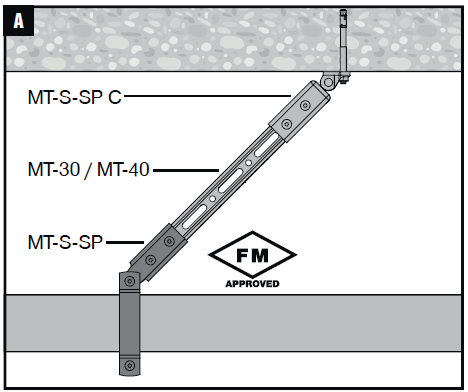 A
MT-S-SP C
MT-30 / MT-40
MT-S-SP
FM
APPROVED